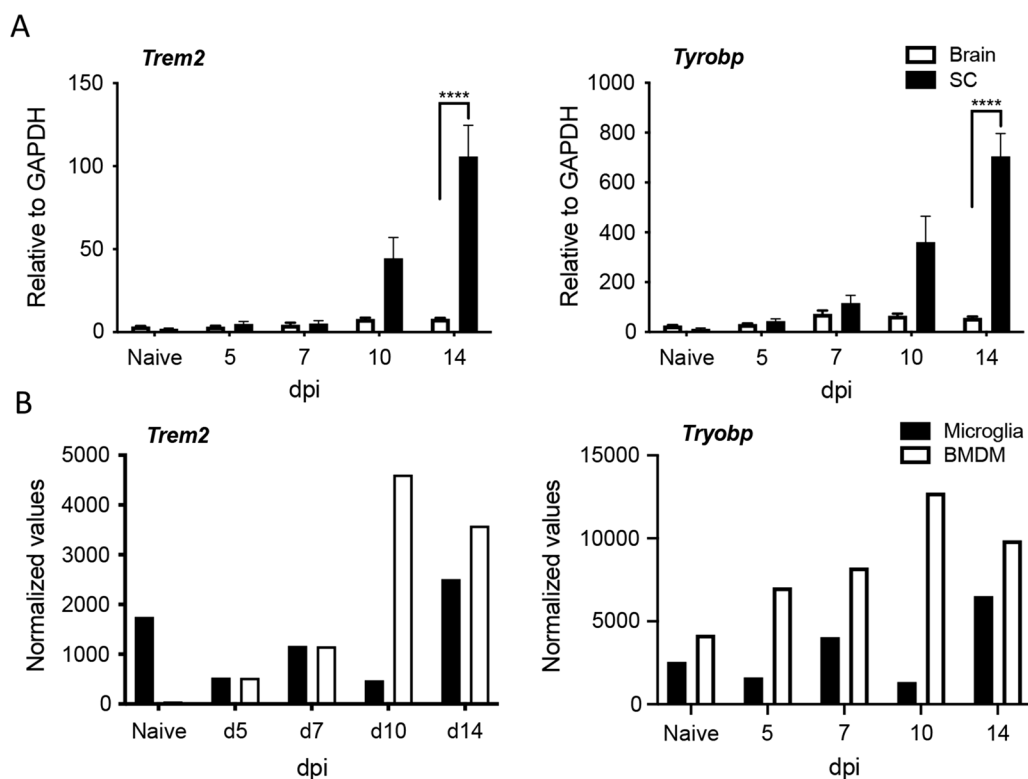 A
Trem2
Relative to GAPDH
150
100
50
0
****
Naive 5 7 10 14
dpi
Tyrobp
Brain
SC
Relative to GAPDH
1000
800
600
400
200
0
****
Naive 5 7 10 14
dpi
B
Trem2
Normalized values
5000
4000
3000
2000
1000
0
Naive d5 d7 d10 d14
dpi
Tryobp
Microglia
BMDM
Normalized values
15000
10000
5000
0
Naive 5 7 10 14
dpi